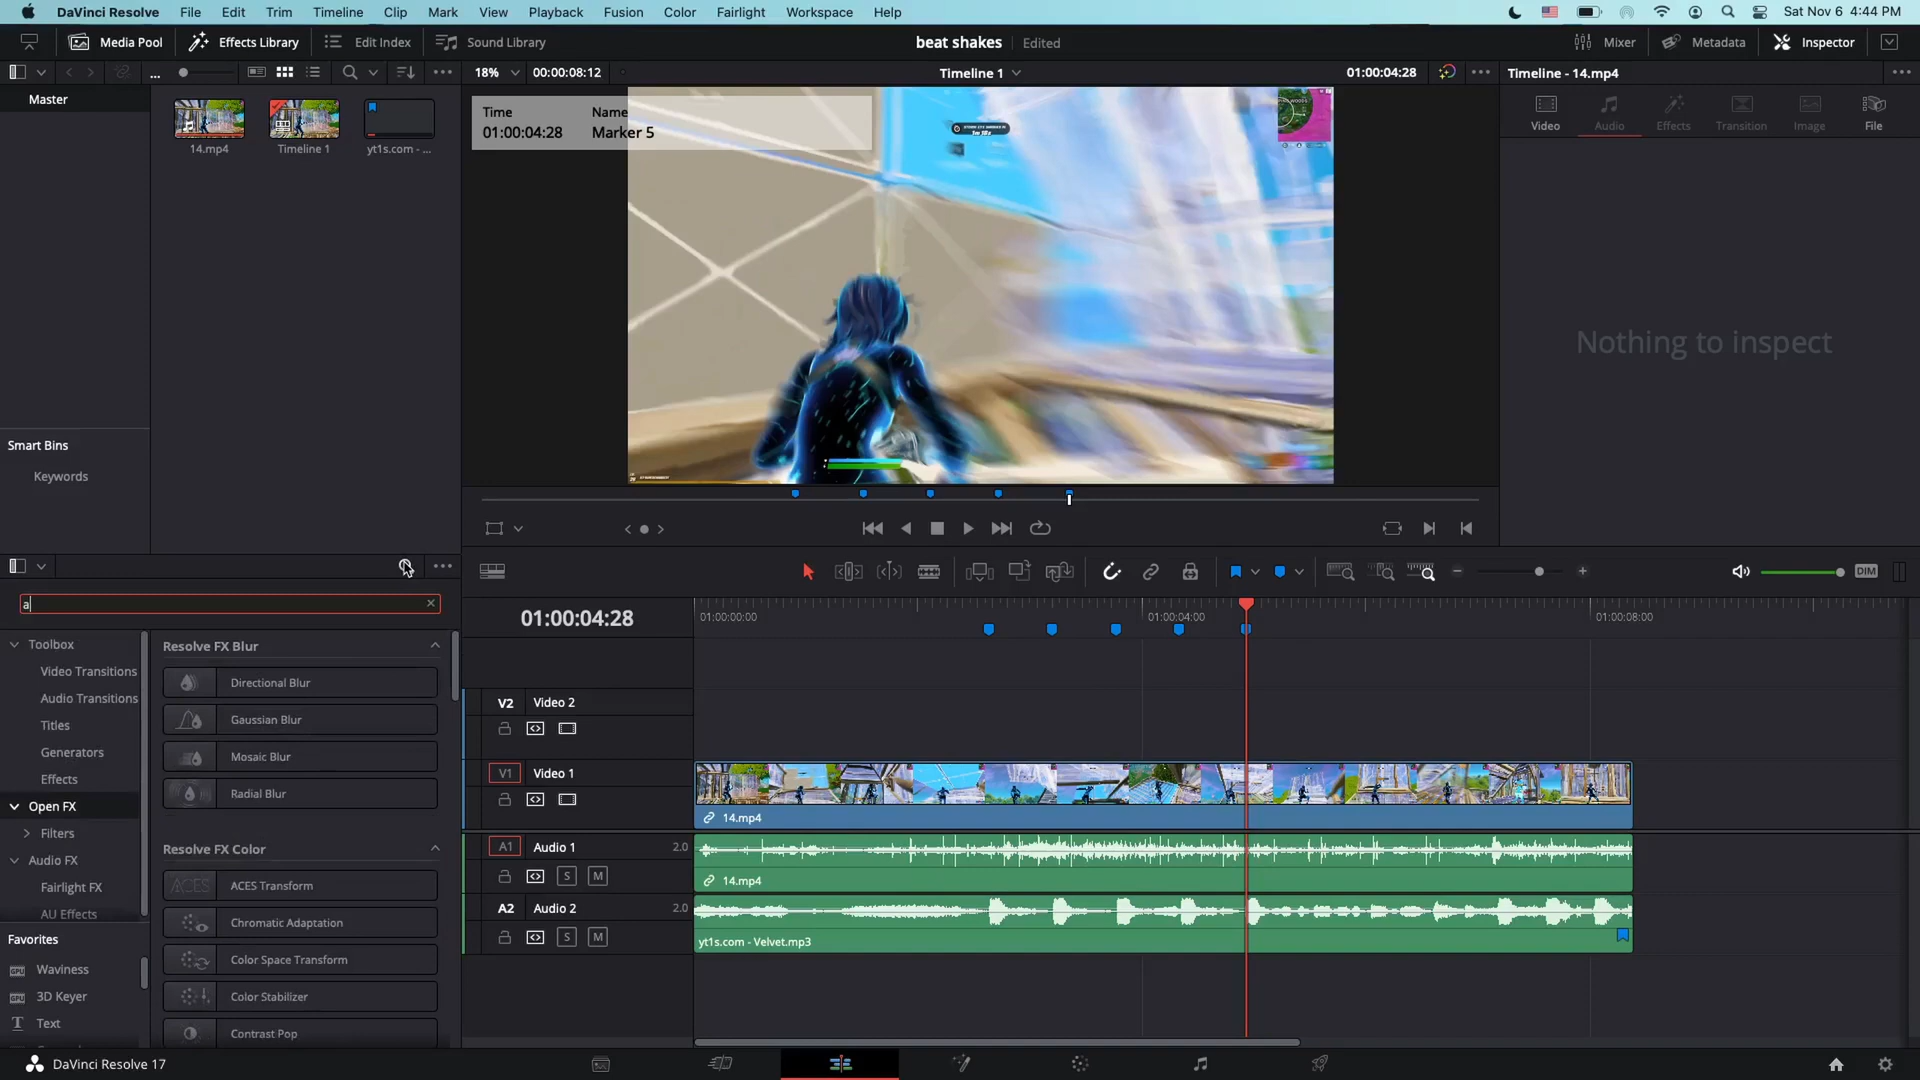 DaVinci Resolve File Edit Trim Timeline Clip Mark View Playback Fusion Color Fairlight Workspace Help Sat Nov 6 4:44 PM
Media Pool Effects Library Edit Index Sound Library beat shakes Edited Mixer Metadata Inspector
... 18% 00:00:08:12 Timeline 1 01:00:04:28 Timeline - 14.mp4
Master
14.mp4 Timeline 1 yt1s.com - ...
Time Name
01:00:04:28 Marker 5
Video Audio Effects Transition Image File
Nothing to inspect
Smart Bins
Keywords
a
Toolbox
Video Transitions
Audio Transitions
Titles
Generators
Effects
Open FX
Filters
Audio FX
Fairlight FX
AU Effects
Favorites
Waviness
3D Keyer
T Text
Resolve FX Blur
Directional Blur
Gaussian Blur
Mosaic Blur
Radial Blur
Resolve FX Color
ACES ACES Transform
Chromatic Adaptation
Color Space Transform
Color Stabilizer
Contrast Pop
DIM
01:00:04:28 01:00:00:00 01:00:04:00 01:00:08:00
V2 Video 2
V1 Video 1
14.mp4
A1 Audio 1 2.0
S M
14.mp4
A2 Audio 2 2.0
S M
yt1s.com - Velvet.mp3
DaVinci Resolve 17